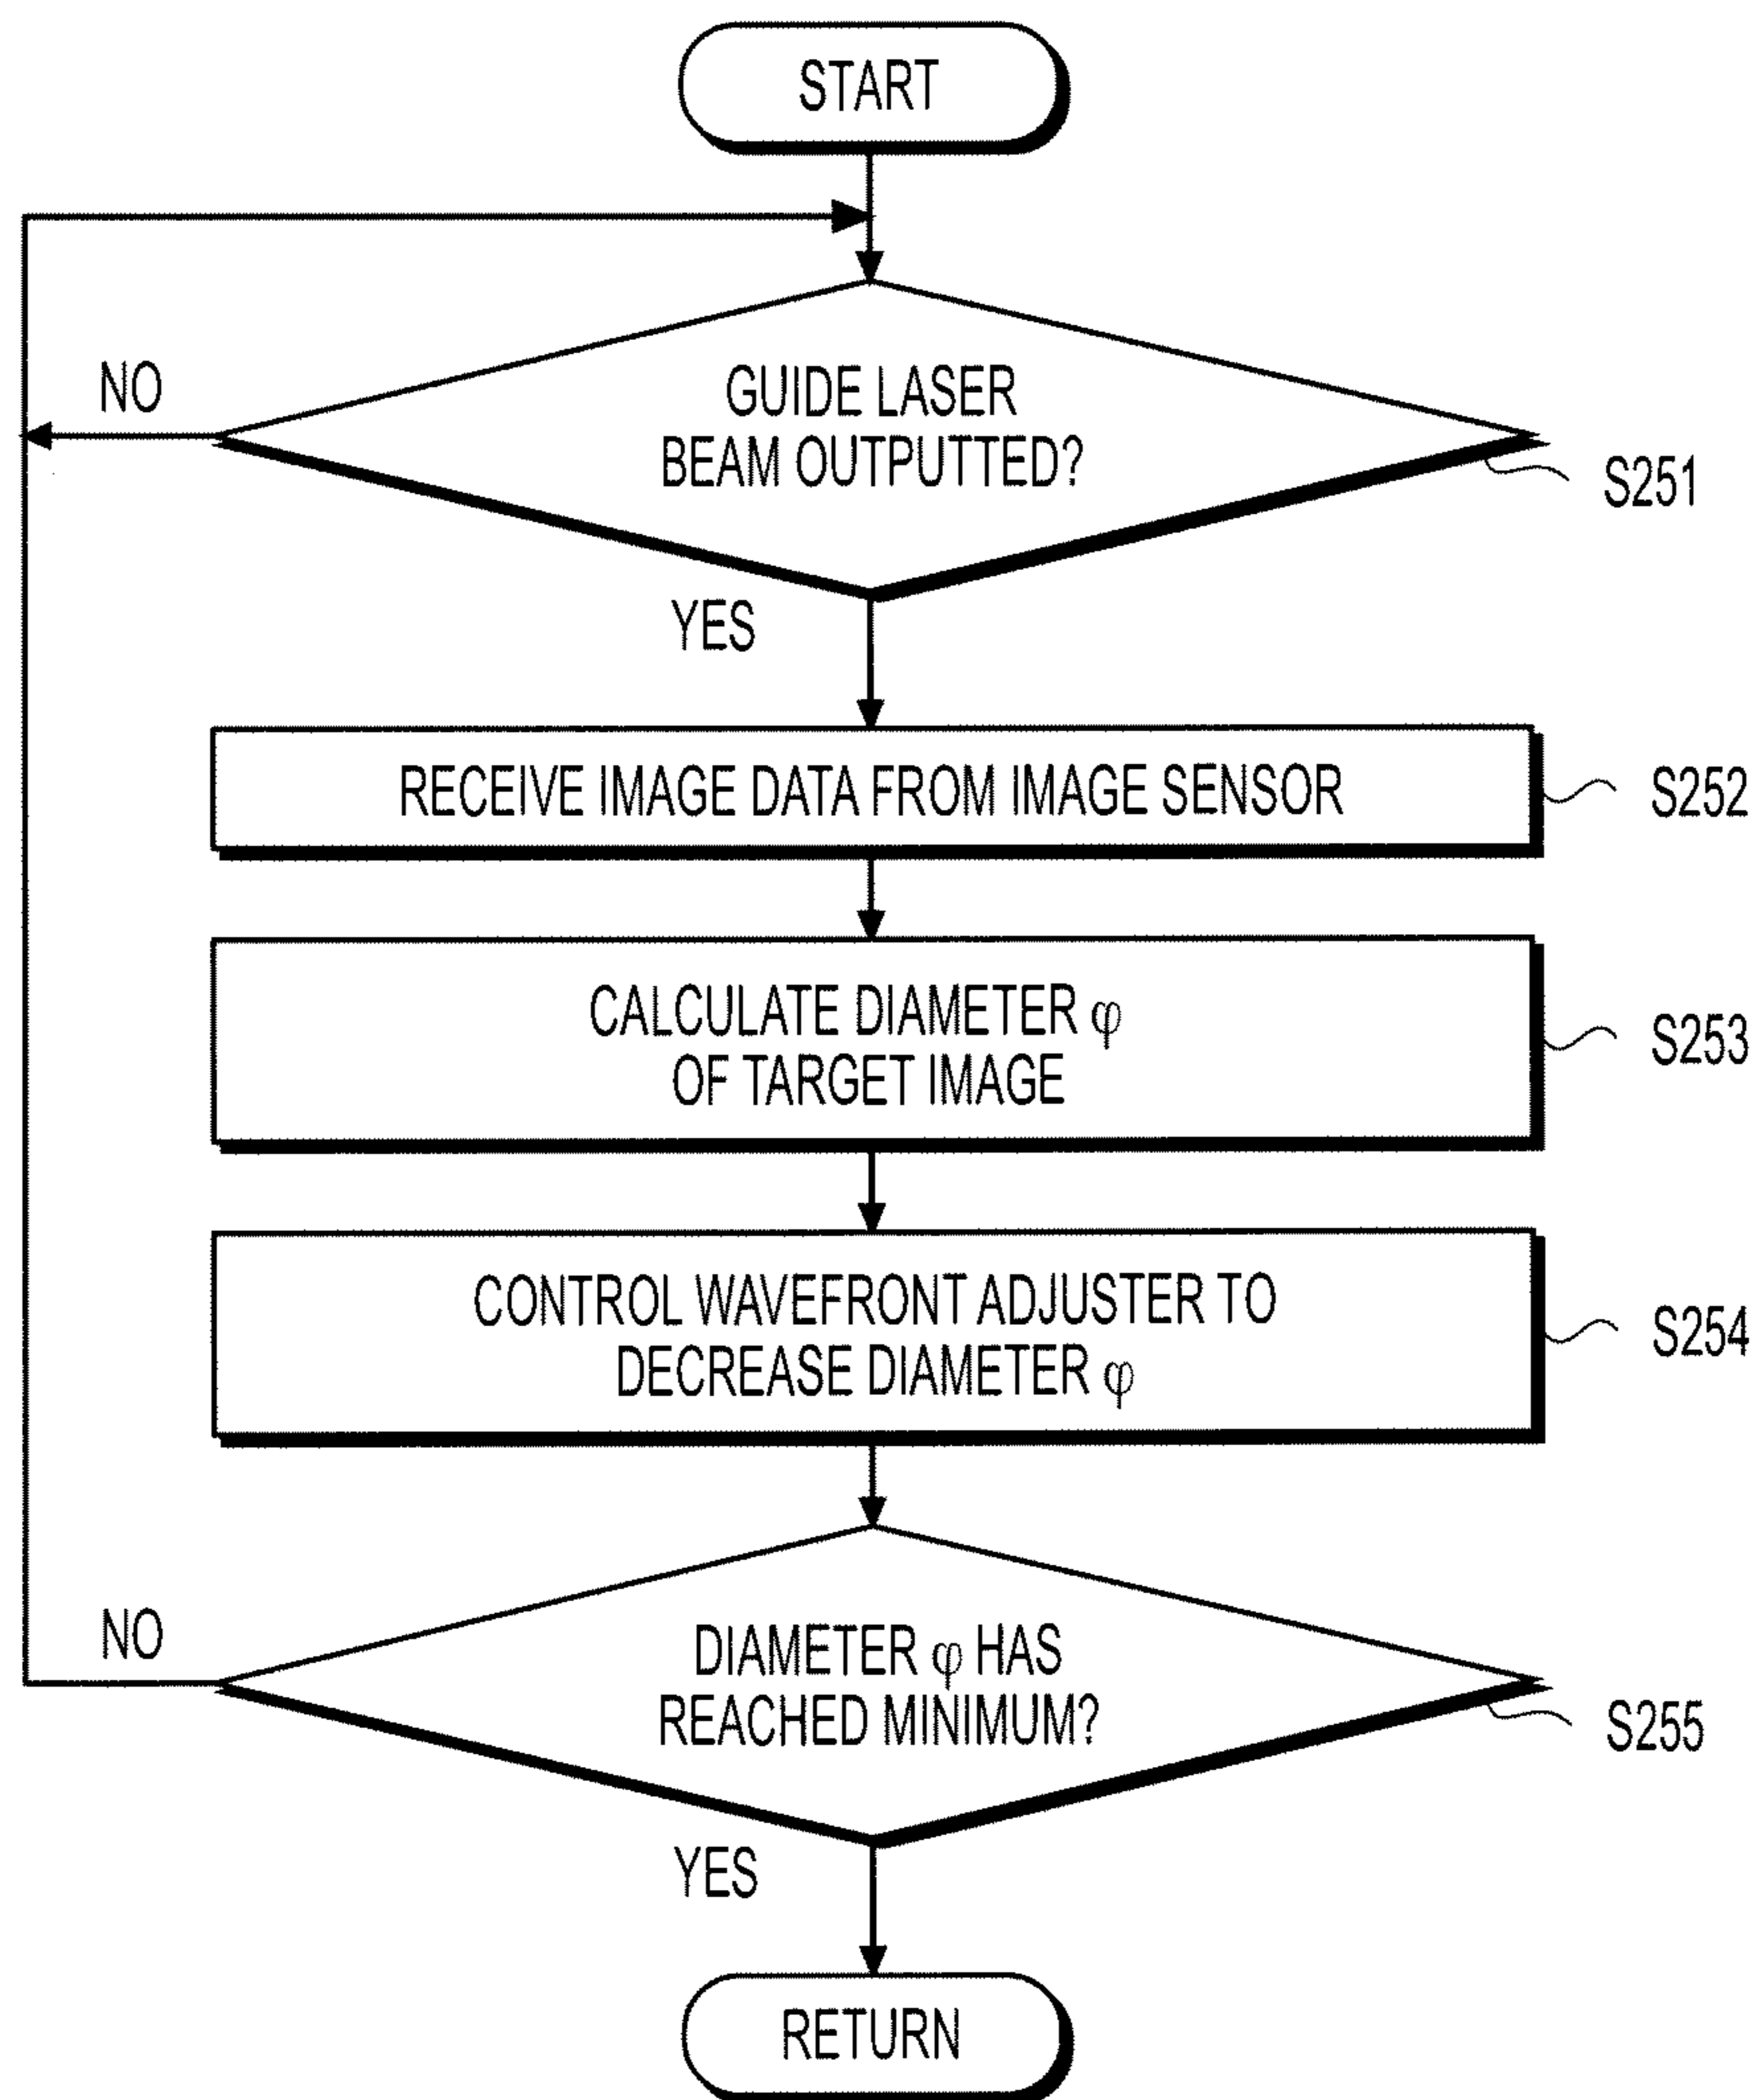 START
NO
GUIDE LASER
BEAM OUTPUTTED?
S251
YES
RECEIVE IMAGE DATA FROM IMAGE SENSOR
S252
CALCULATE DIAMETER φ
OF TARGET IMAGE
S253
CONTROL WAVEFRONT ADJUSTER TO
DECREASE DIAMETER φ
S254
NO
DIAMETER φ HAS
REACHED MINIMUM?
S255
YES
RETURN